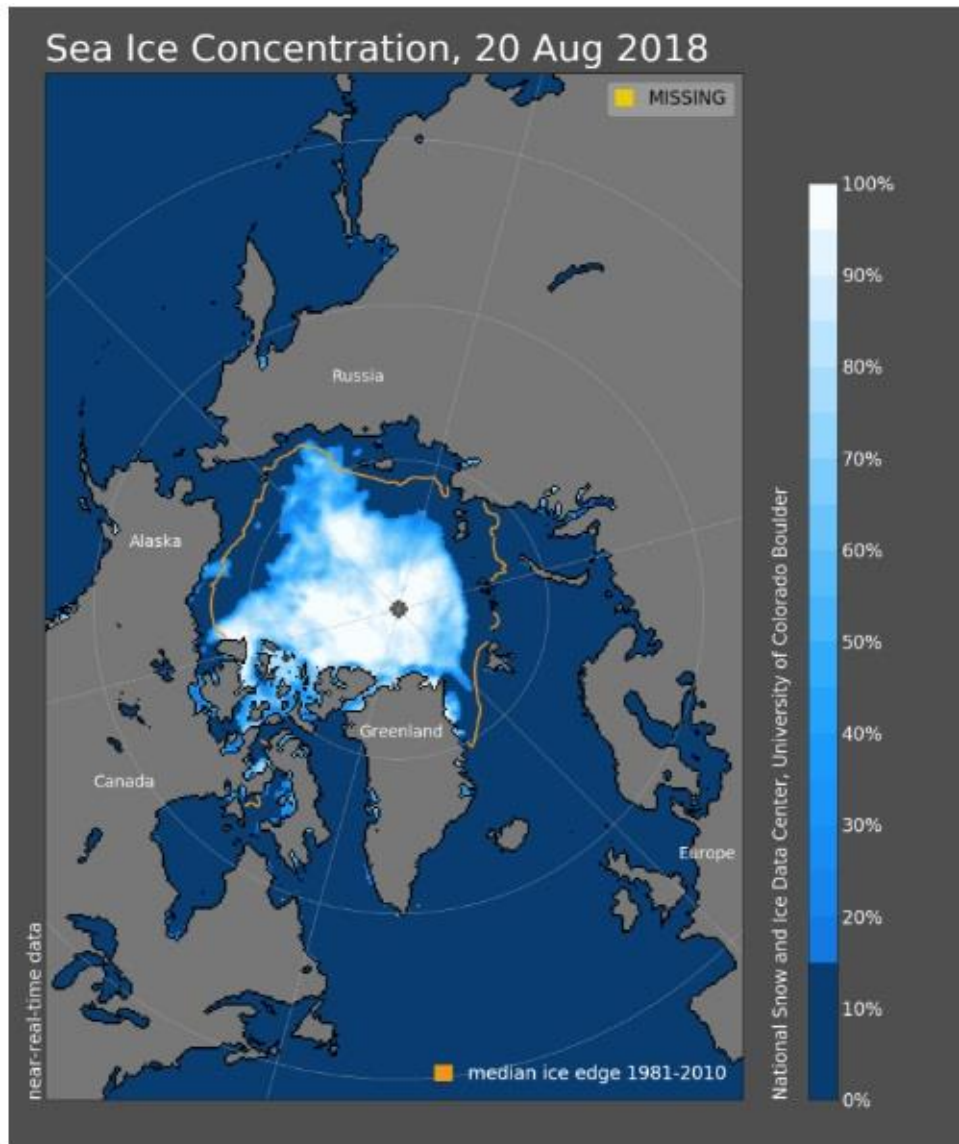 Sea Ice Concentration, 20 Aug 2018
MISSING
100%
90%
80%
70%
60%
50%
40%
30%
20%
10%
0%
Russia
Alaska
Greenland
Canada
Europe
near-real-time data
median ice edge 1981-2010
National Snow and Ice Data Center, University of Colorado Boulder